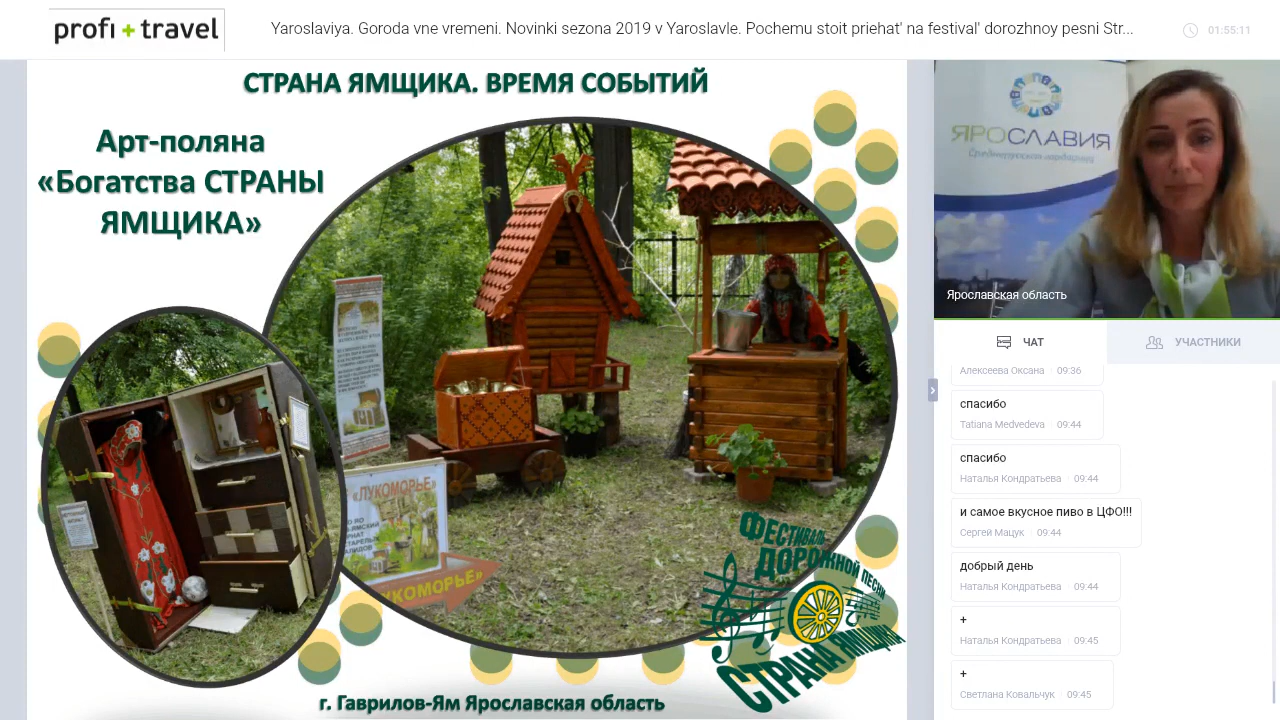 profi + travel
Yaroslaviya. Goroda vne vremeni. Novinki sezona 2019 v Yaroslavle. Pochemu stoit priehat' na festival' dorozhnoy pesni Str...
01:55:11
СТРАНА ЯМЩИКА. ВРЕМЯ СОБЫТИЙ
Арт-поляна
«Богатства СТРАНЫ
ЯМЩИКА»
«ЛУКОМОРЬЕ»
ЛУКОМОРЬЕ»
ФЕСТИВАЛЬ
ДОРОЖНОЙ ПЕСНИ
СТРАНА ЯМЩИКА
г. Гаврилов-Ям Ярославская область
ЯРОСЛАВИЯ
Ярославская область
ЧАТ
УЧАСТНИКИ
Алексеева Оксана 09:36
спасибо
Tatiana Medvedeva 09:44
спасибо
Наталья Кондратьева 09:44
и самое вкусное пиво в ЦФО!!!
Сергей Мацук 09:44
добрый день
Наталья Кондратьева 09:44
+
Наталья Кондратьева 09:45
+
Светлана Ковальчук 09:45